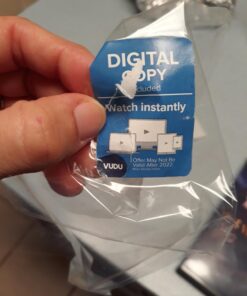 DIGITAL
COPY
Included
Watch instantly
VUDU
Offer May Not Be
Valid After 2022